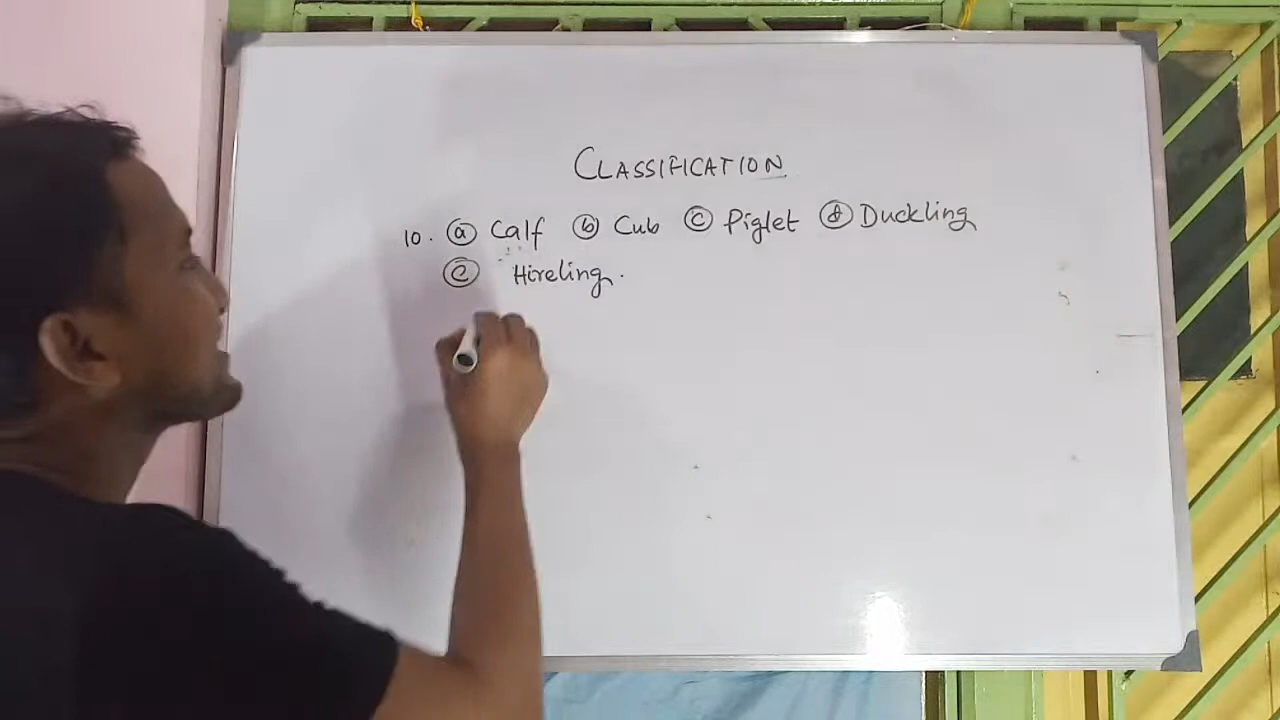 CLASSIFICATION
10. ⓐ Calf ⓑ Cub ⓒ Piglet ⓓ Duckling
ⓔ Hireling.